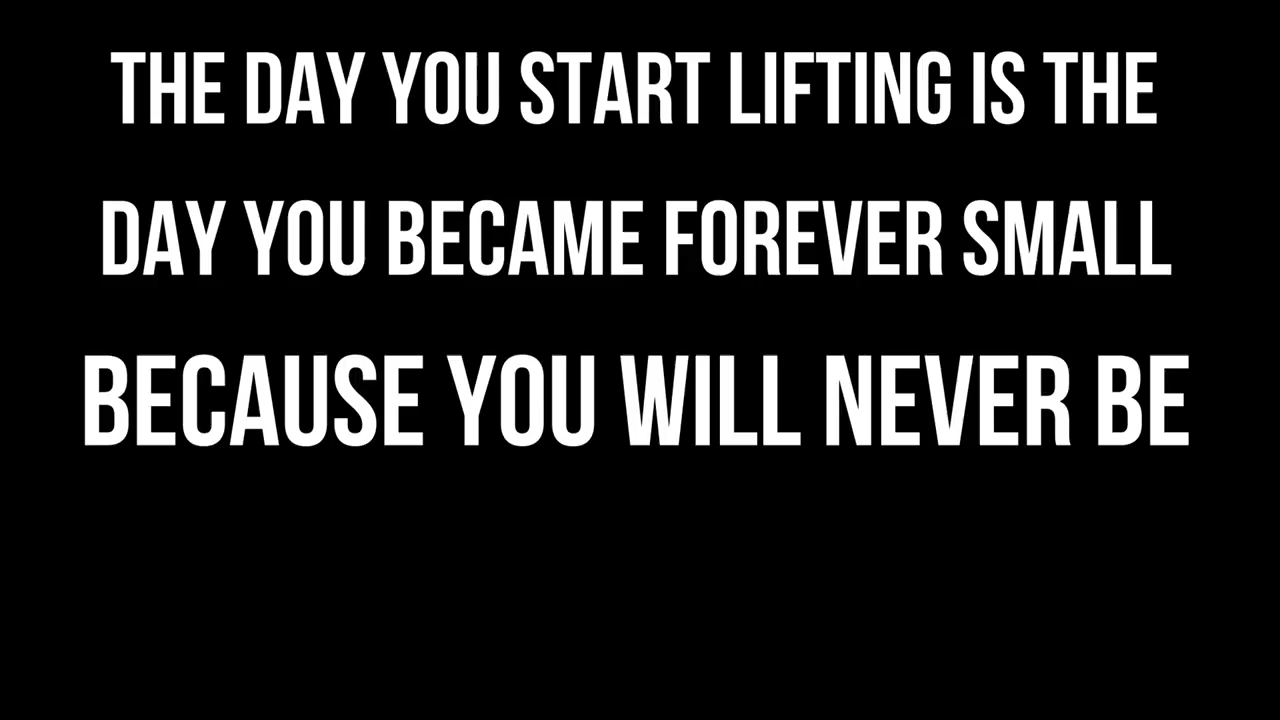 THE DAY YOU START LIFTING IS THE
DAY YOU BECAME FOREVER SMALL
BECAUSE YOU WILL NEVER BE